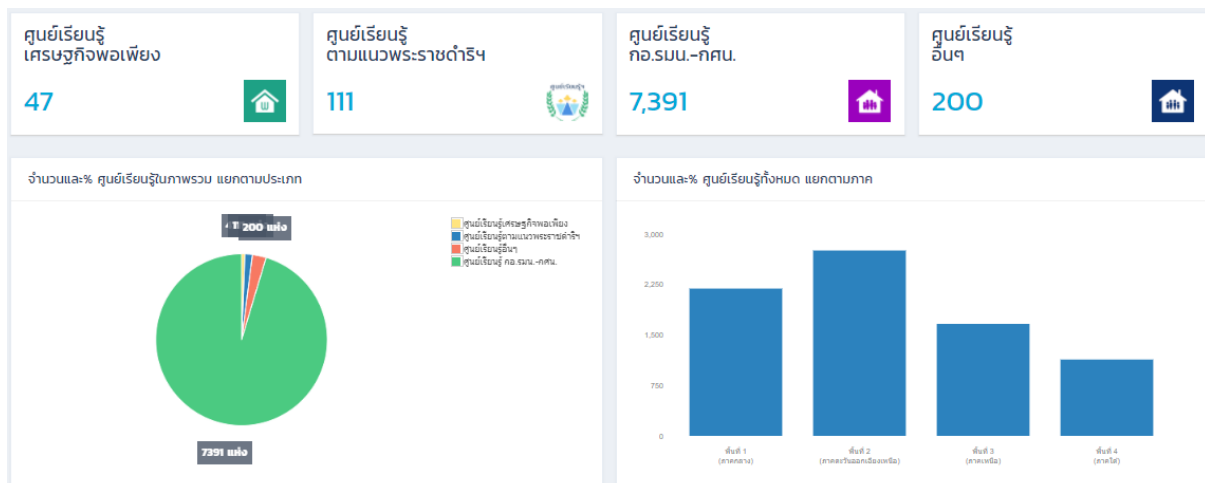 ศูนย์เรียนรู้
เศรษฐกิจพอเพียง
47
ศูนย์เรียนรู้
ตามแนวพระราชดำริฯ
111
ศูนย์เรียนรู้ฯ
ศูนย์เรียนรู้
กอ.รมน.-กศน.
7,391
ศูนย์เรียนรู้
อื่นๆ
200
จำนวนและ% ศูนย์เรียนรู้ในภาพรวม แยกตามประเภท
200 แห่ง
7391 แห่ง
ศูนย์เรียนรู้เศรษฐกิจพอเพียง
ศูนย์เรียนรู้ตามแนวพระราชดำริฯ
ศูนย์เรียนรู้อื่นๆ
ศูนย์เรียนรู้ กอ.รมน.-กศน.
จำนวนและ% ศูนย์เรียนรู้ทั้งหมด แยกตามภาค
3,000
2,250
1,500
750
0
พื้นที่ 1
(ภาคกลาง)
พื้นที่ 2
(ภาคตะวันออกเฉียงเหนือ)
พื้นที่ 3
(ภาคเหนือ)
พื้นที่ 4
(ภาคใต้)